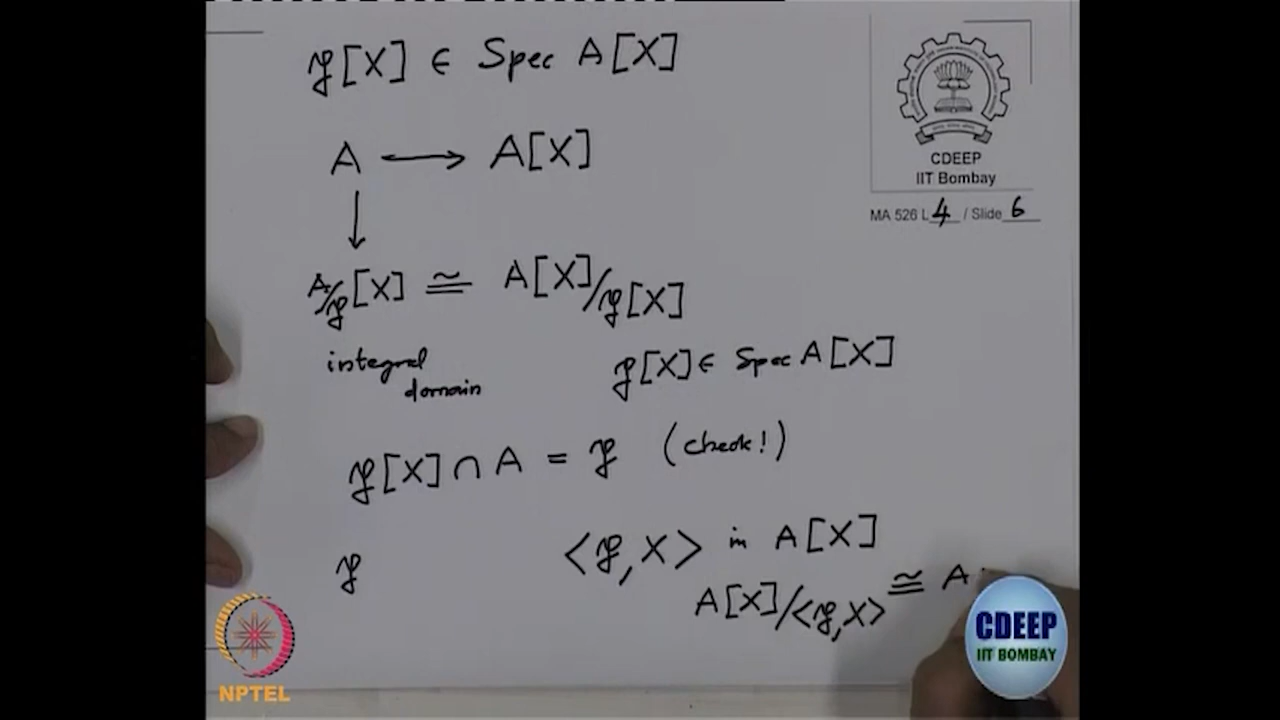 𝔭[X] ∈ Spec A[X]
CDEEP
IIT Bombay
MA 526 L 4 / Slide 6
A ⟶ A[X]
↓
A/𝔭[X] ≅ A[X]/𝔭[X]
integral
domain
𝔭[X] ∈ Spec A[X]
𝔭[X] ∩ A = 𝔭 (check!)
𝔭 <𝔭,X> in A[X]
A[X]/<𝔭,X> ≅ A
NPTEL
CDEEP
IIT BOMBAY